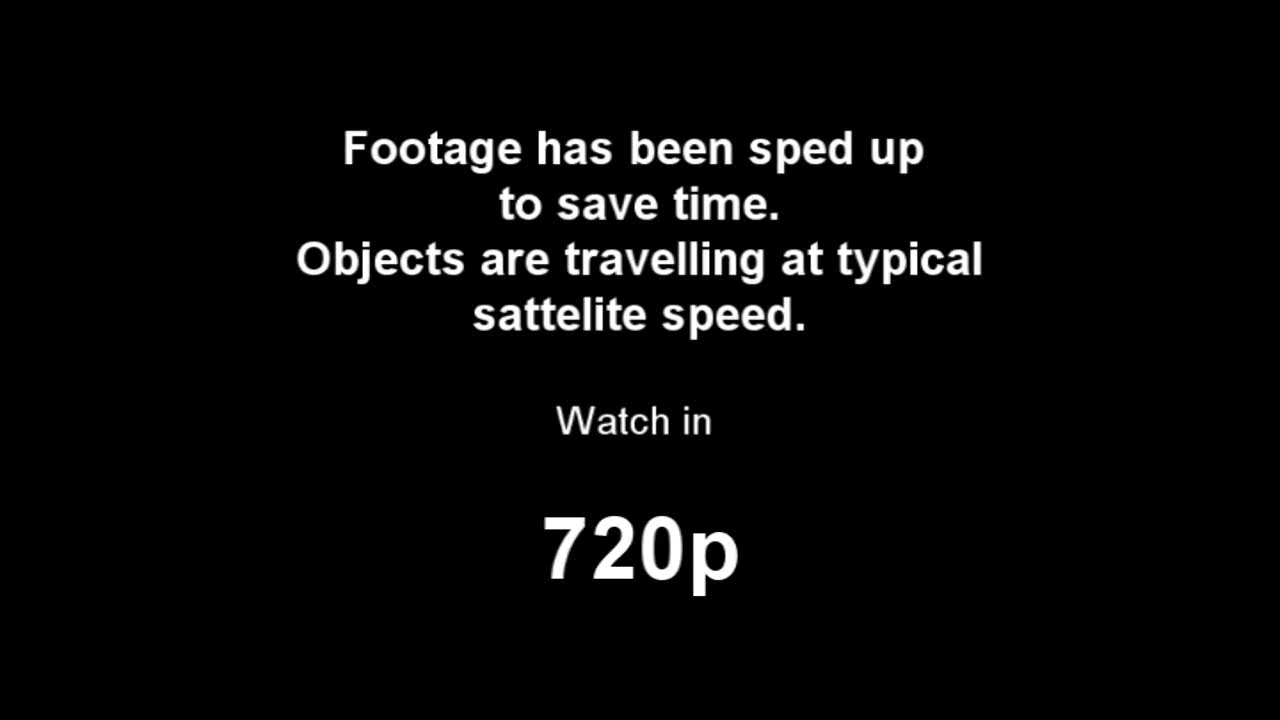 Footage has been sped up
to save time.
Objects are travelling at typical
sattelite speed.
Watch in
720p